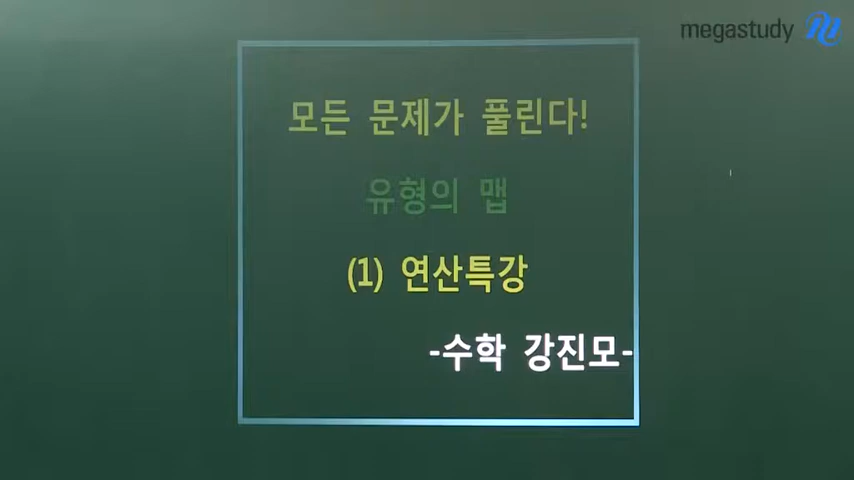 megastudy
모든 문제가 풀린다!
유형의 맵
(1) 연산특강
-수학 강진모-